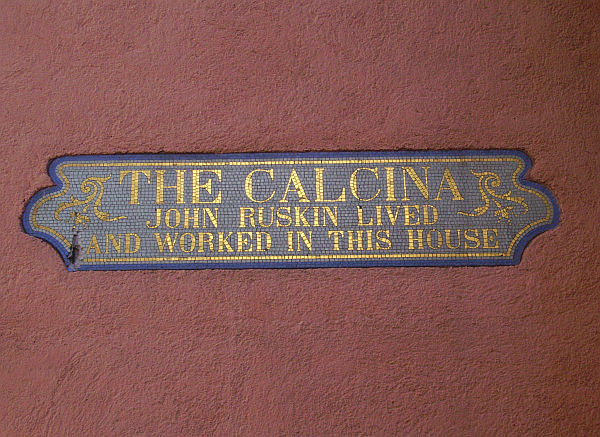 THE CALCINA
JOHN RUSKIN LIVED
AND WORKED IN THIS HOUSE